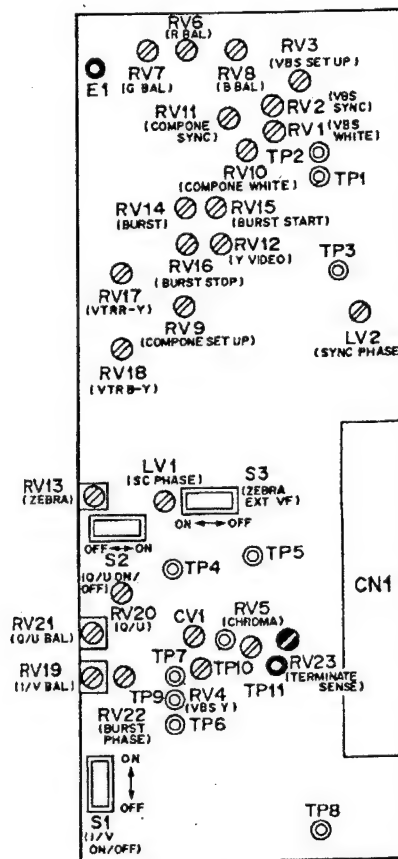 RV6
(R BAL)
RV3
(VBS SET UP)
RV7
(G BAL)
RV8
(B BAL)
E1
RV2 (VBS SYNC)
RV11
(COMPONE SYNC)
RV1 (VBS WHITE)
TP2
RV10
(COMPONE WHITE)
TP1
RV14
(BURST)
RV15
(BURST START)
RV16
(BURST STOP)
RV12
(Y VIDEO)
TP3
RV17
(VTRR-Y)
RV9
(COMPONE SET UP)
LV2
(SYNC PHASE)
RV18
(VTRB-Y)
RV13
(ZEBRA)
LV1
(SC PHASE)
S3
(ZEBRA EXT VF)
ON ↔ OFF
OFF ↔ ON
S2
(Q/U ON/OFF)
TP4
TP5
CN1
RV21
(Q/U BAL)
RV20
(Q/U)
CV1
RV5
(CHROMA)
RV19
(I/V BAL)
TP7
TP10
TP11
RV23
(TERMINATE SENSE)
TP9
RV4
(VBS Y)
RV22
(BURST PHASE)
TP6
ON
OFF
S1
(I/V ON/OFF)
TP8